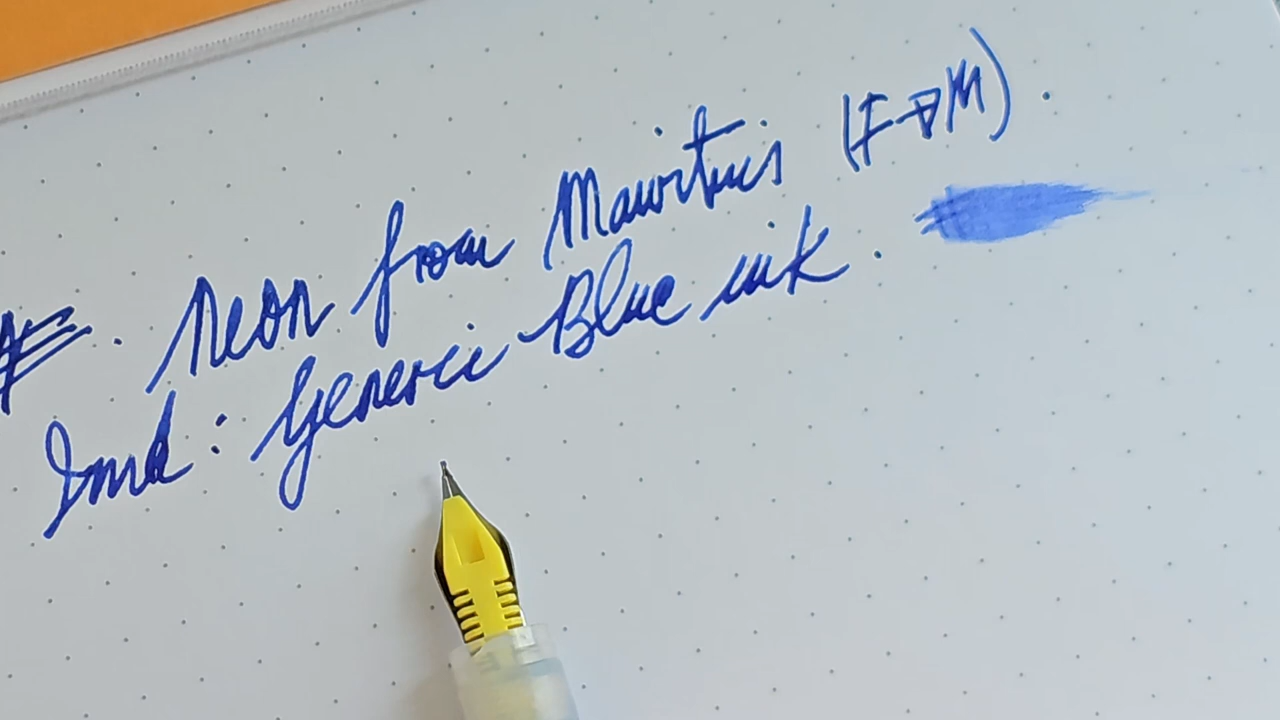 . Neon from Mauritius (F→M).
Ink: Generic Blue ink.